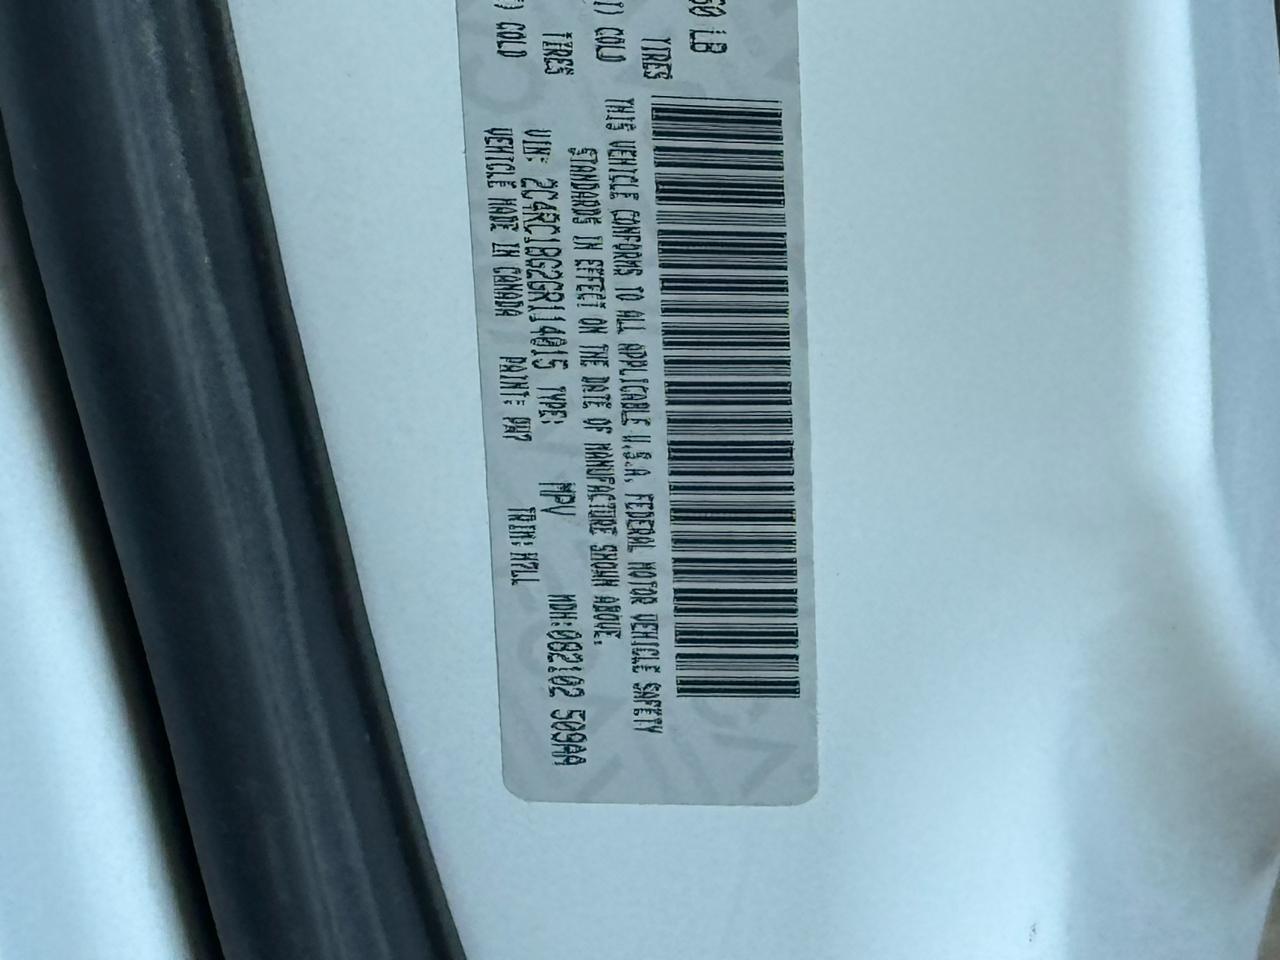 50 LB
TIRES
I) COLD
TIRES
) COLD
THIS VEHICLE CONFORMS TO ALL APPLICABLE U.S.A. FEDERAL MOTOR VEHICLE SAFETY
STANDARDS IN EFFECT ON THE DATE OF MANUFACTURE SHOWN ABOVE.
VIN: 2C4RC1BG2GR114015 TYPE: MPV MDH:082102 509AA
VEHICLE MADE IN CANADA PAINT: PW7 TRIM: H7LL